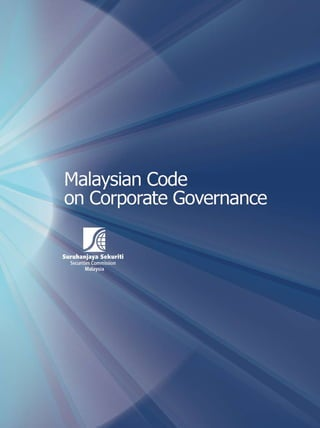 Malaysian Code
on Corporate Governance
Suruhanjaya Sekuriti
Securities Commission
Malaysia